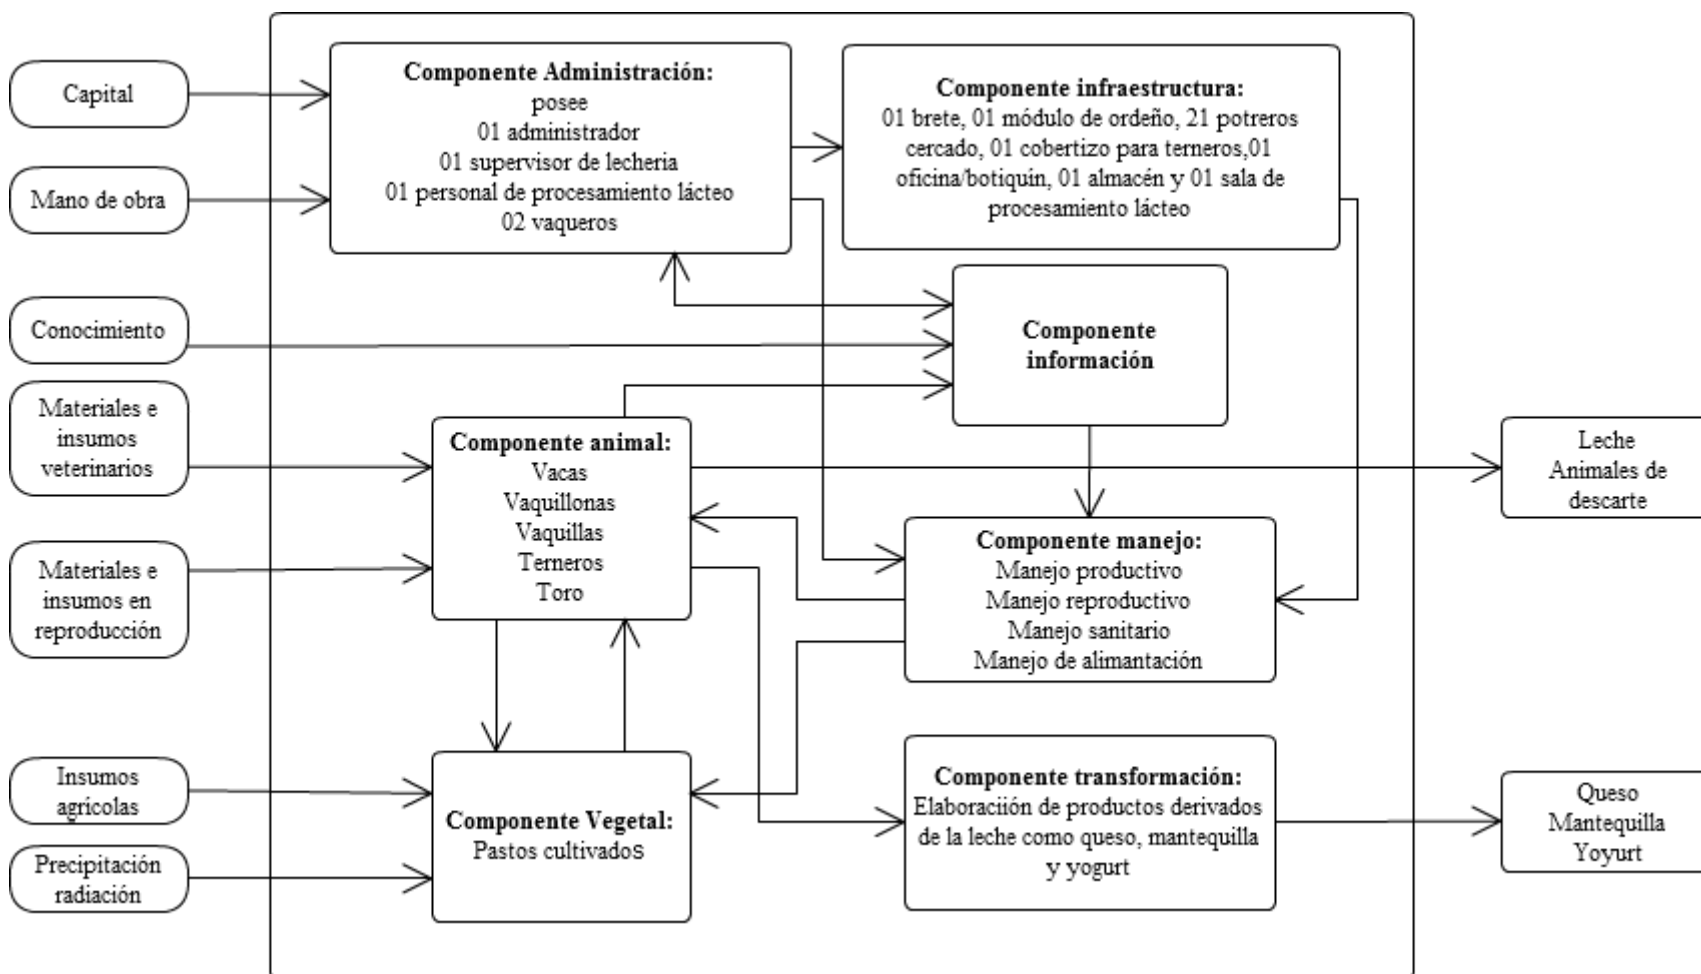 Capital
Mano de obra
Conocimiento
Materiales e
insumos
veterinarios
Materiales e
insumos en
reproducción
Insumos
agrícolas
Precipitación
radiación
Componente Administración:
posee
01 administrador
01 supervisor de lecheria
01 personal de procesamiento lácteo
02 vaqueros
Componente infraestructura:
01 brete, 01 módulo de ordeño, 21 potreros
cercado, 01 cobertizo para terneros,01
oficina/botiquín, 01 almacén y 01 sala de
procesamiento lácteo
Componente
información
Componente animal:
Vacas
Vaquillonas
Vaquillas
Terneros
Toro
Componente manejo:
Manejo productivo
Manejo reproductivo
Manejo sanitario
Manejo de alimantación
Componente Vegetal:
Pastos cultivados
Componente transformación:
Elaboraciión de productos derivados
de la leche como queso, mantequilla
y yogurt
Leche
Animales de
descarte
Queso
Mantequilla
Yoyurt